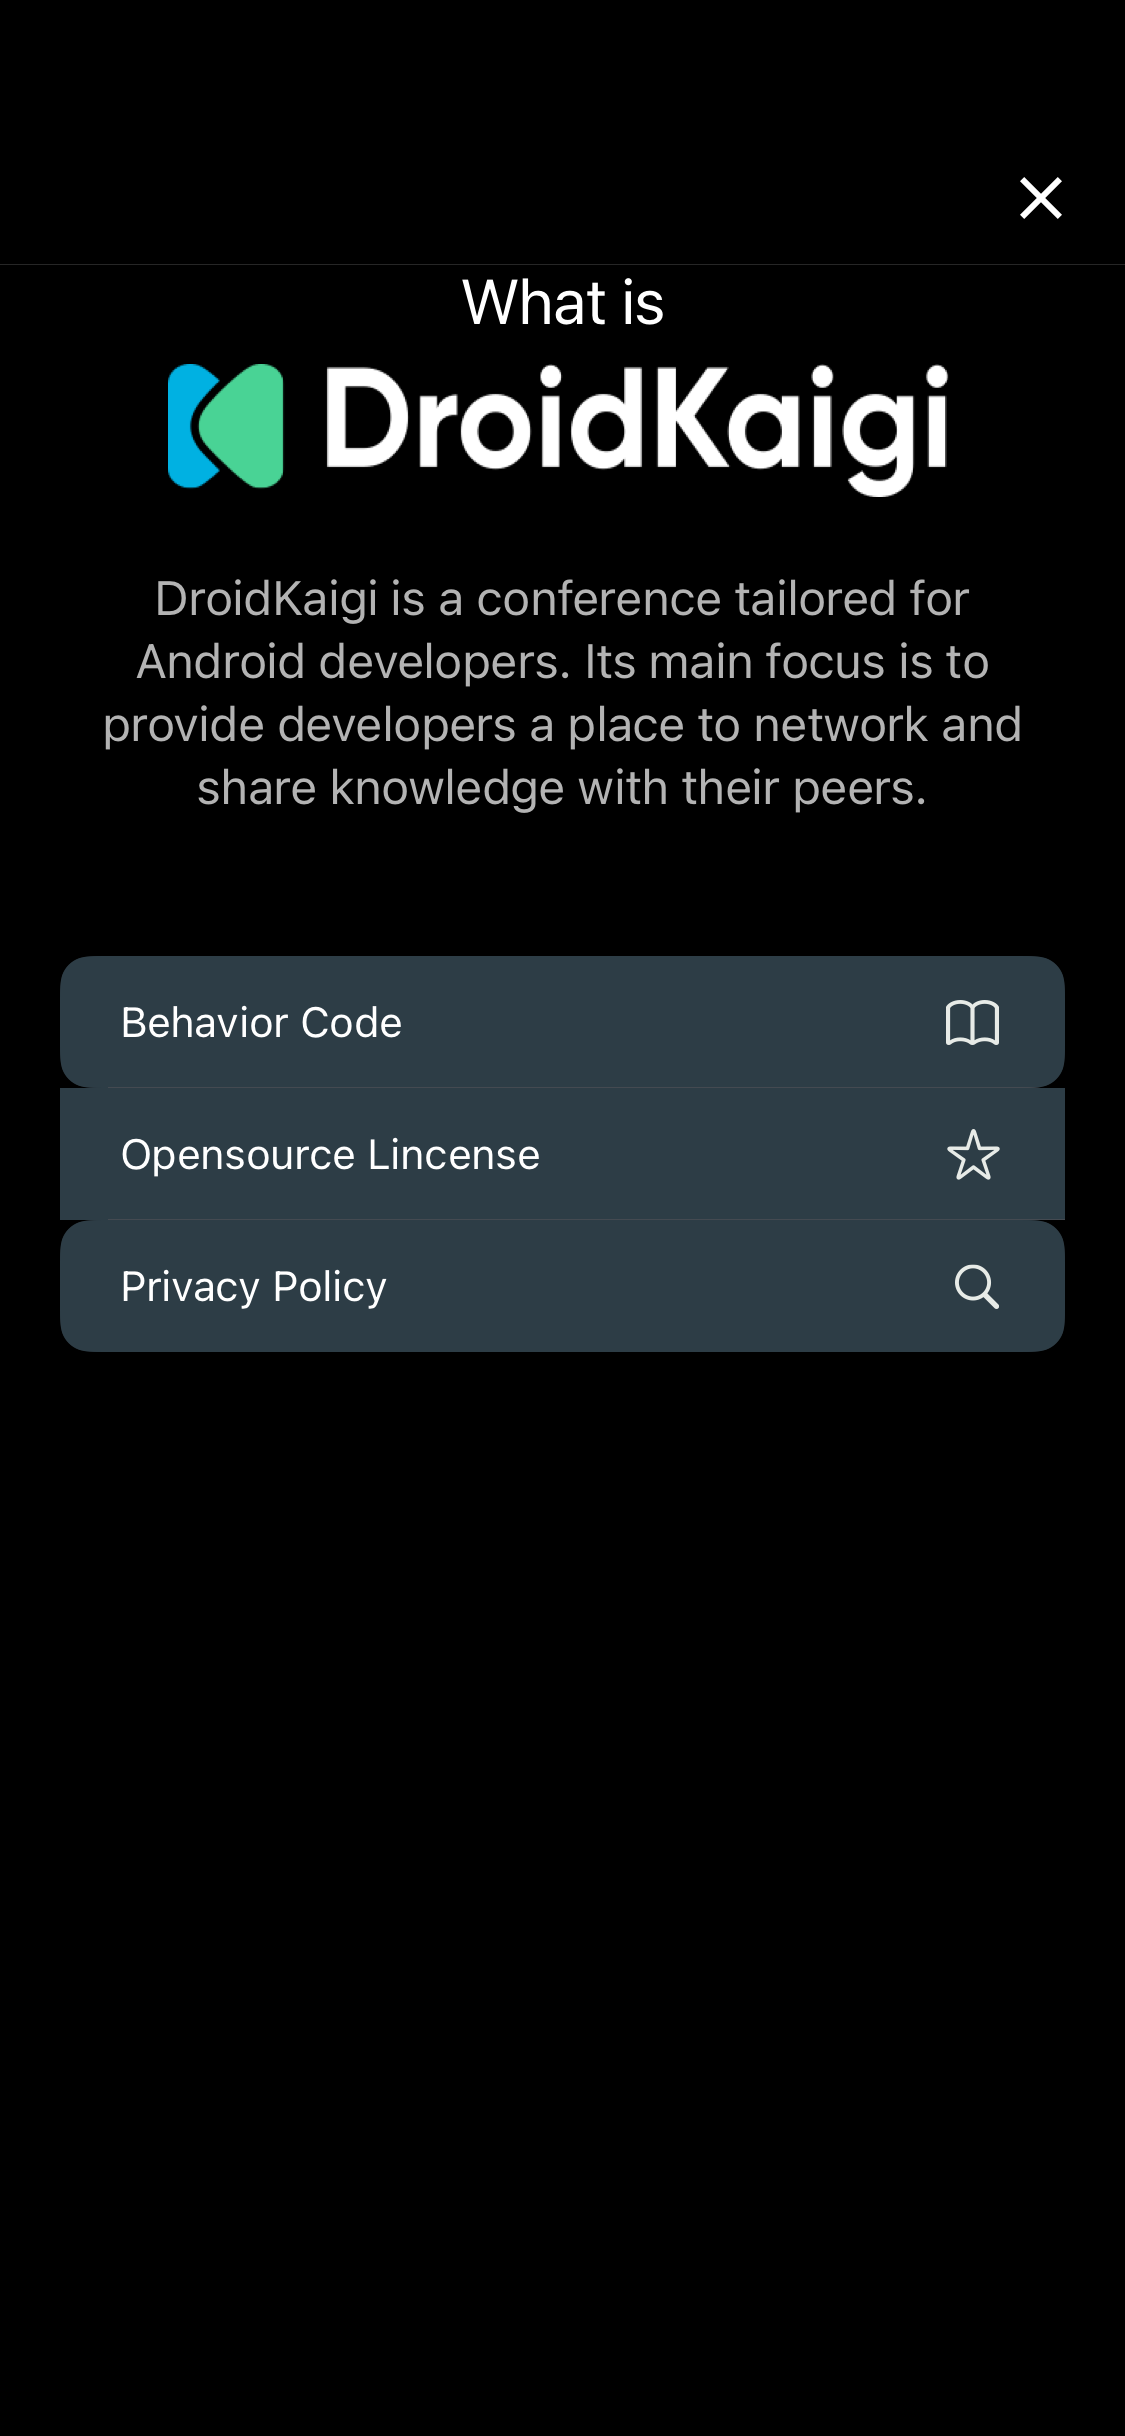 What is
DroidKaigi
DroidKaigi is a conference tailored for
Android developers. Its main focus is to
provide developers a place to network and
share knowledge with their peers.
Behavior Code
Opensource Lincense
Privacy Policy